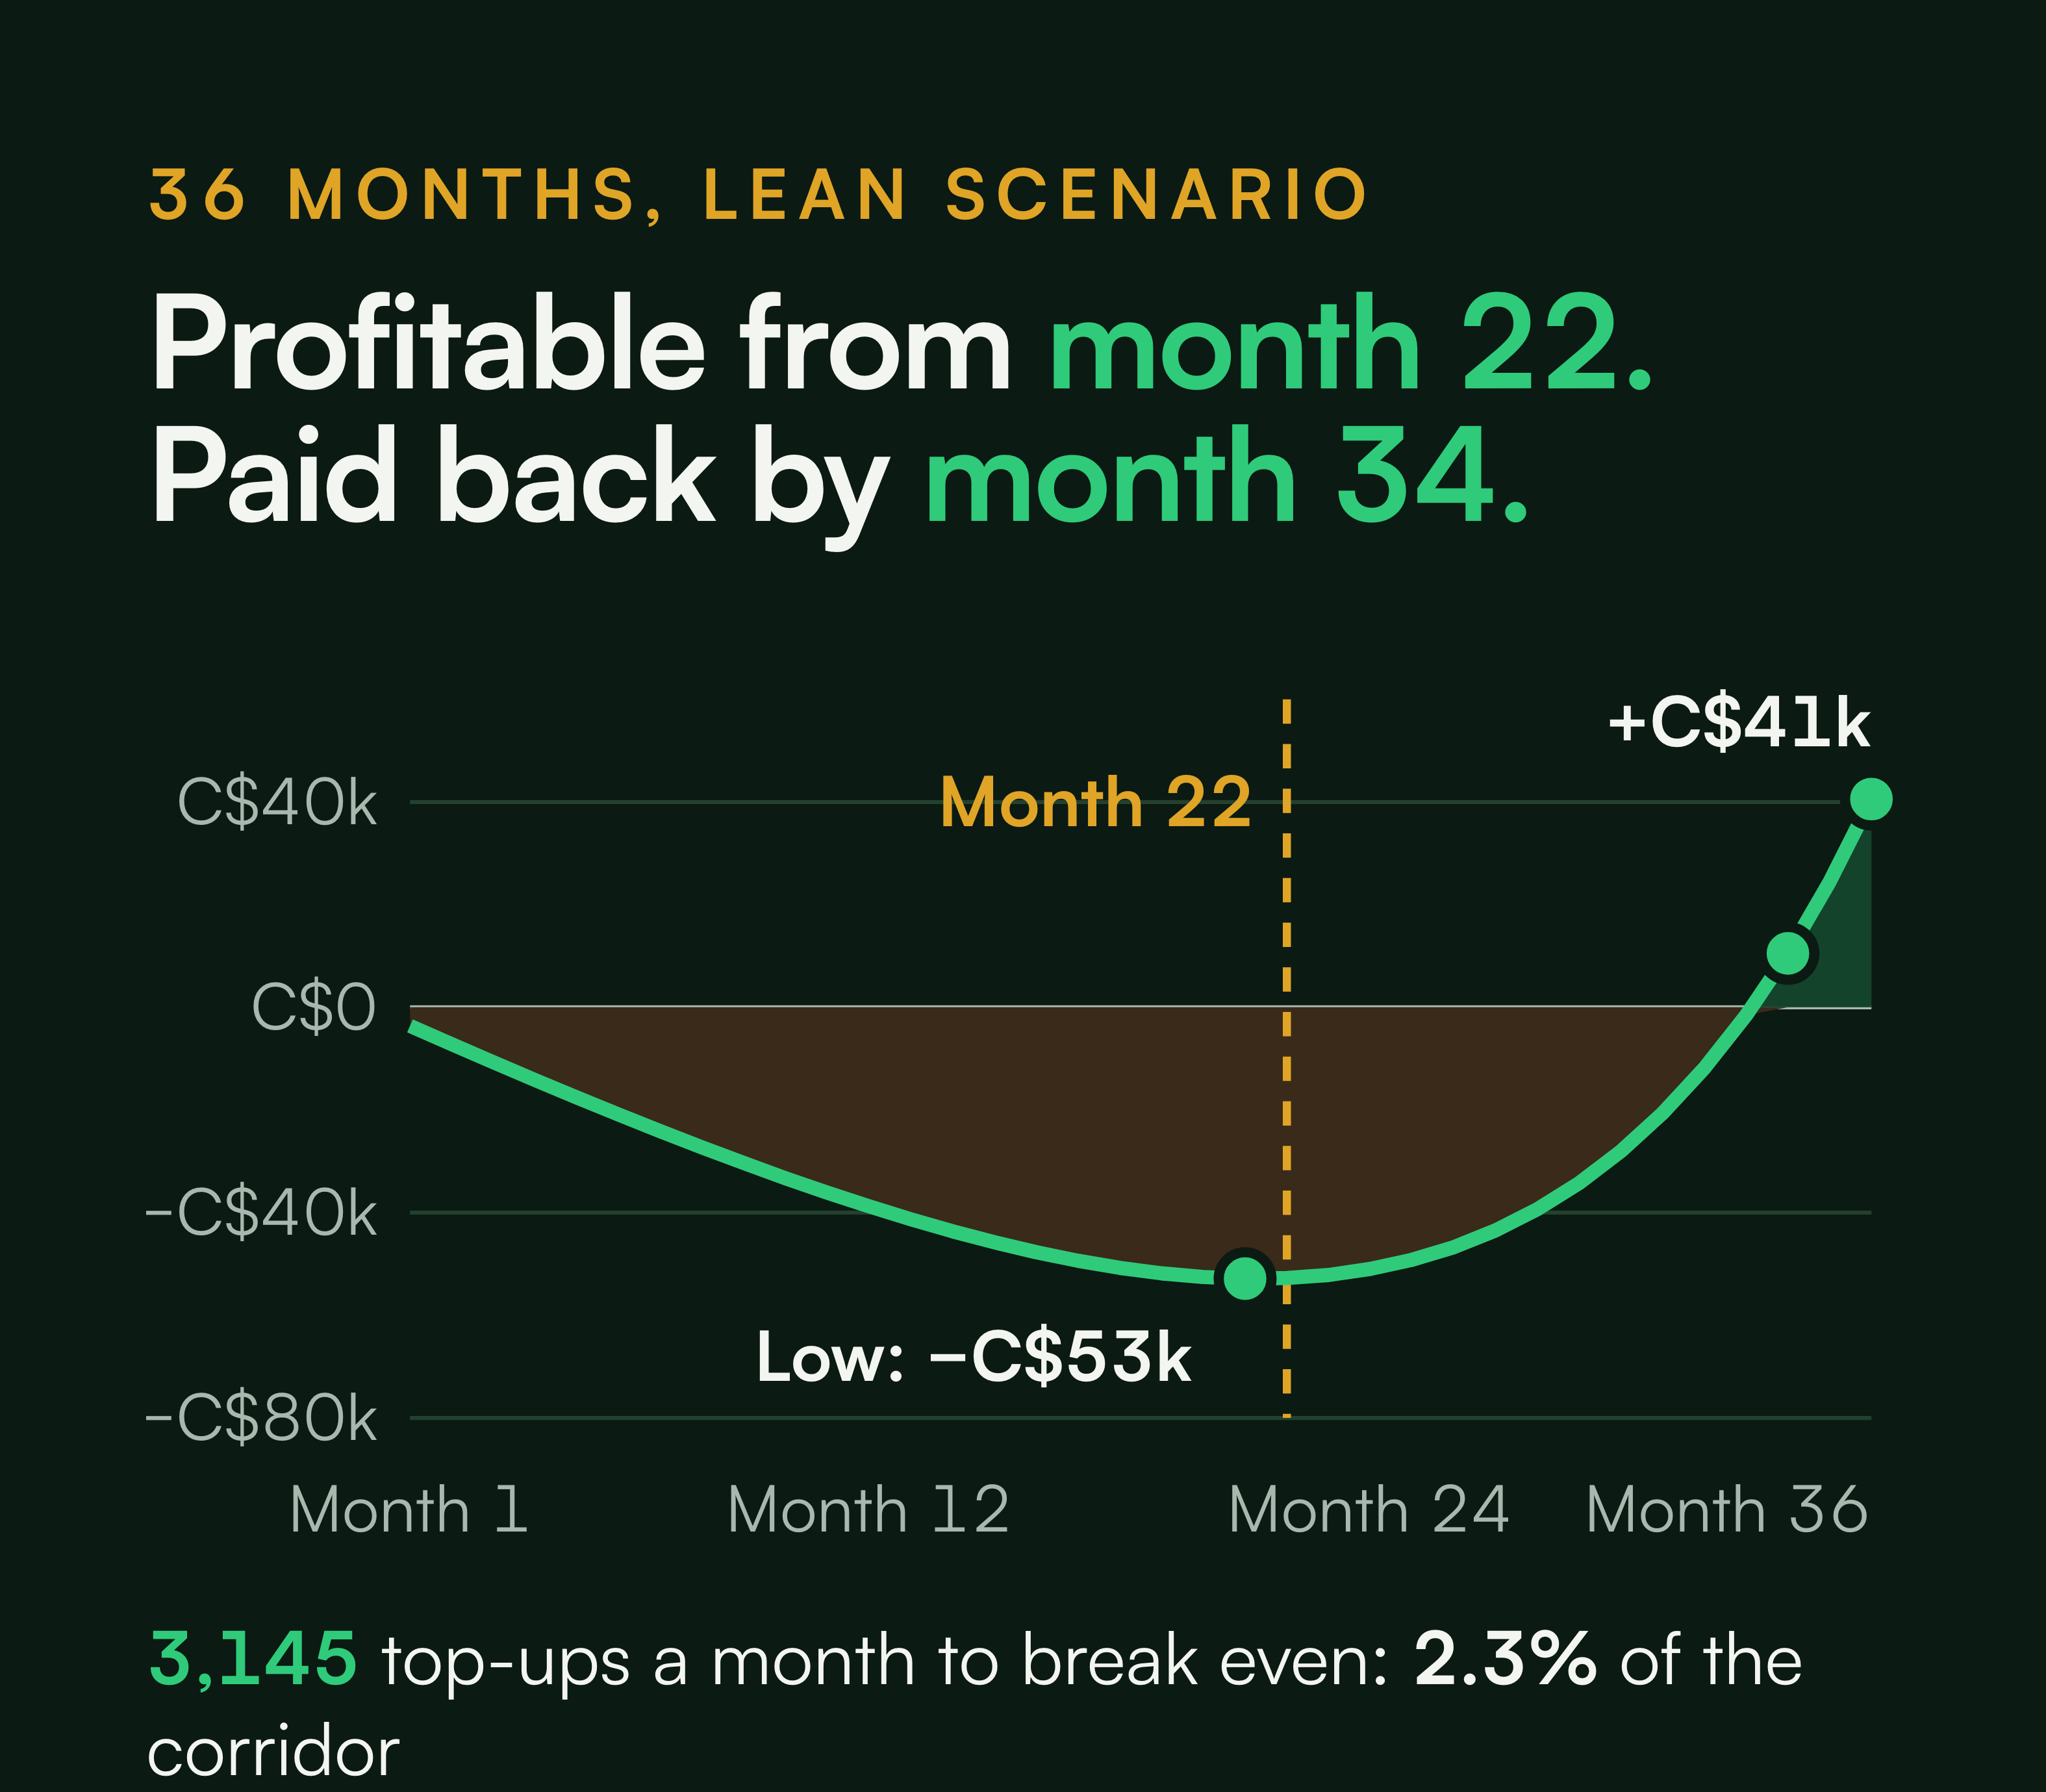 36 MONTHS, LEAN SCENARIO
Profitable from month 22.
Paid back by month 34.
+C$41k
C$40k
Month 22
C$0
−C$40k
Low: −C$53k
−C$80k
Month 1
Month 12
Month 24
Month 36
3,145 top-ups a month to break even: 2.3% of the
corridor